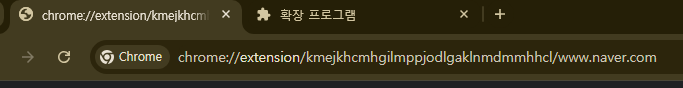 chrome://extension/kmejkhcm
확장 프로그램
Chrome chrome://extension/kmejkhcmhgilmppjodlgaklnmdmmhhcl/www.naver.com